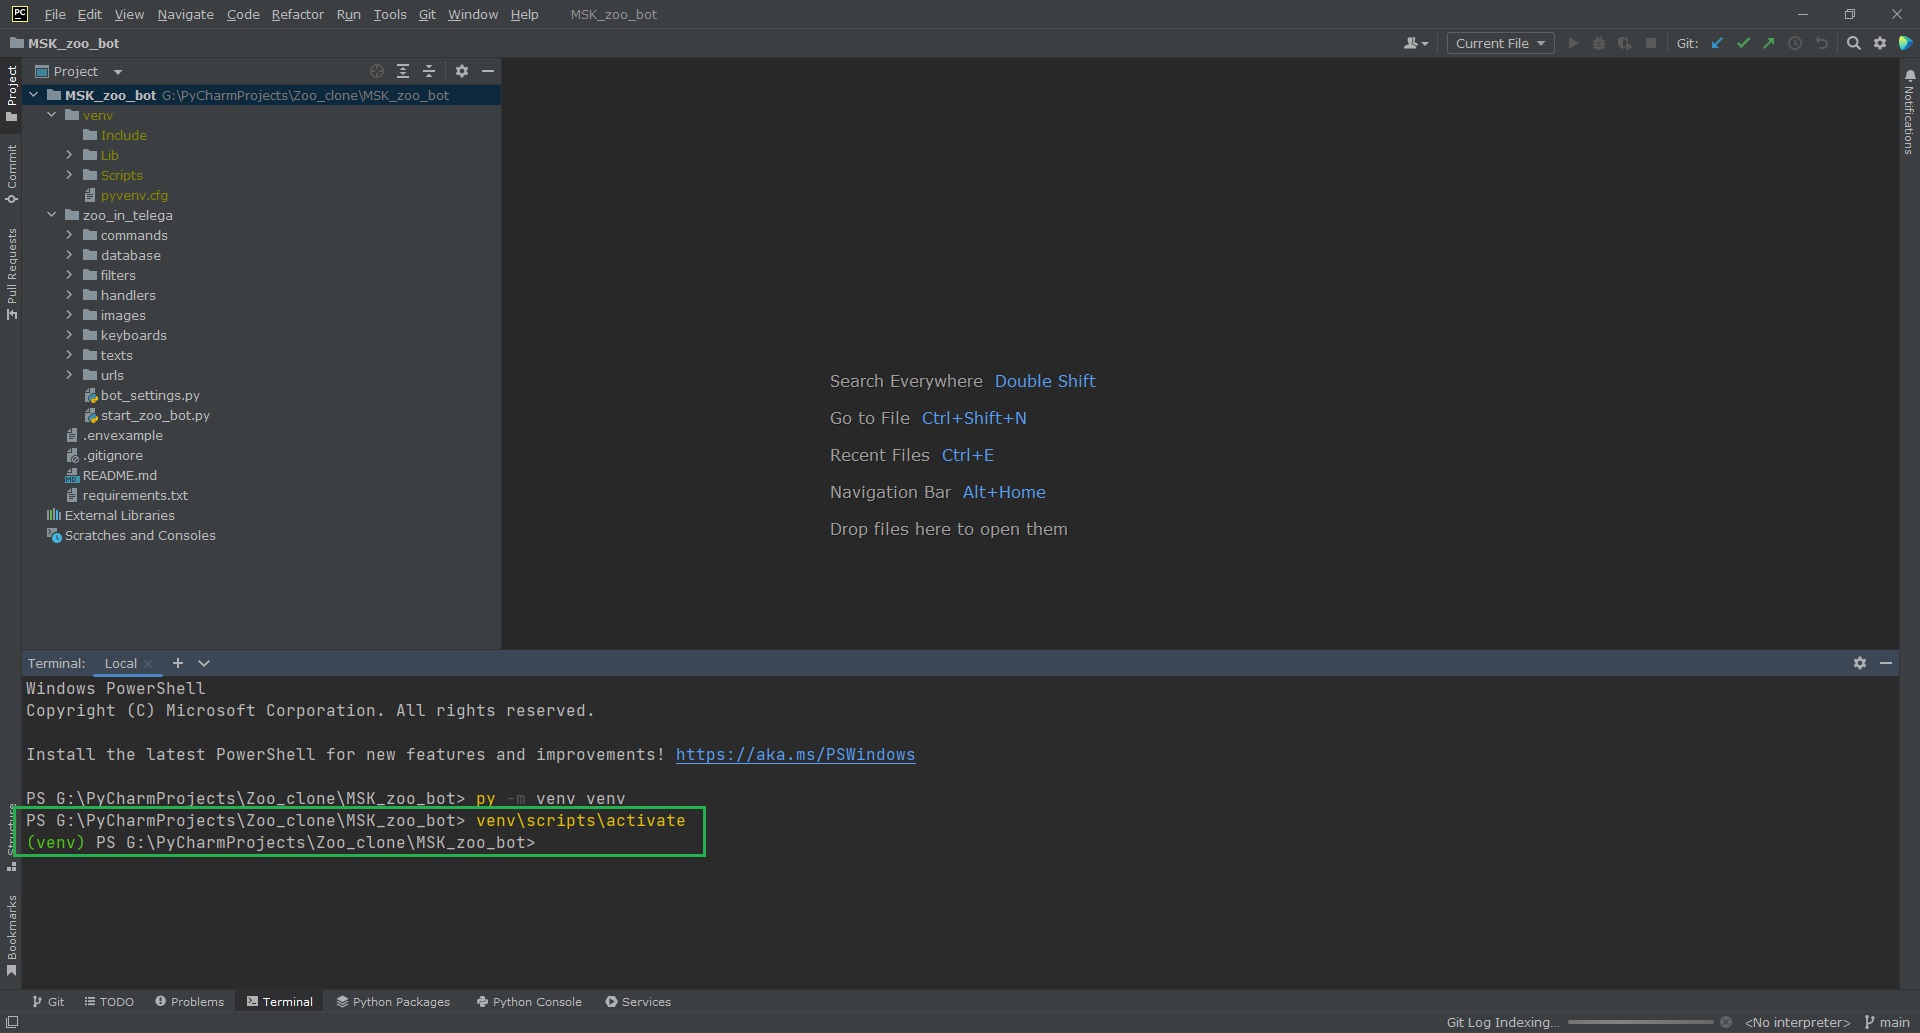 PC File Edit View Navigate Code Refactor Run Tools Git Window Help MSK_zoo_bot
MSK_zoo_bot Current File Git:
Project
MSK_zoo_bot G:\PyCharmProjects\Zoo_clone\MSK_zoo_bot
venv
Include
Lib
Scripts
pyvenv.cfg
zoo_in_telega
commands
database
filters
handlers
images
keyboards
texts
urls
bot_settings.py
start_zoo_bot.py
.envexample
.gitignore
README.md
requirements.txt
External Libraries
Scratches and Consoles
Project
Commit
Pull Requests
Structure
Bookmarks
Notifications
Search Everywhere Double Shift
Go to File Ctrl+Shift+N
Recent Files Ctrl+E
Navigation Bar Alt+Home
Drop files here to open them
Terminal: Local
Windows PowerShell
Copyright (C) Microsoft Corporation. All rights reserved.
Install the latest PowerShell for new features and improvements! https://aka.ms/PSWindows
PS G:\PyCharmProjects\Zoo_clone\MSK_zoo_bot> py -m venv venv
PS G:\PyCharmProjects\Zoo_clone\MSK_zoo_bot> venv\scripts\activate
(venv) PS G:\PyCharmProjects\Zoo_clone\MSK_zoo_bot>
Git TODO Problems Terminal Python Packages Python Console Services
Git Log Indexing... <No interpreter> main